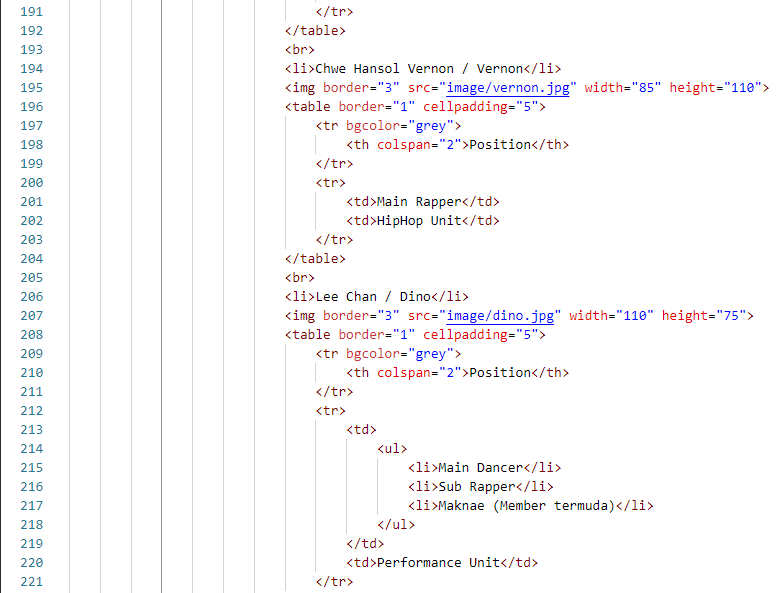 191 </tr>
192 </table>
193 <br>
194 <li>Chwe Hansol Vernon / Vernon</li>
195 <img border="3" src="image/vernon.jpg" width="85" height="110">
196 <table border="1" cellpadding="5">
197 <tr bgcolor="grey">
198 <th colspan="2">Position</th>
199 </tr>
200 <tr>
201 <td>Main Rapper</td>
202 <td>HipHop Unit</td>
203 </tr>
204 </table>
205 <br>
206 <li>Lee Chan / Dino</li>
207 <img border="3" src="image/dino.jpg" width="110" height="75">
208 <table border="1" cellpadding="5">
209 <tr bgcolor="grey">
210 <th colspan="2">Position</th>
211 </tr>
212 <tr>
213 <td>
214 <ul>
215 <li>Main Dancer</li>
216 <li>Sub Rapper</li>
217 <li>Maknae (Member termuda)</li>
218 </ul>
219 </td>
220 <td>Performance Unit</td>
221 </tr>